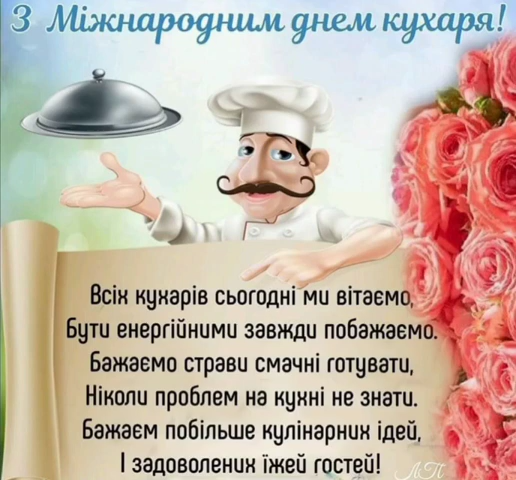 З Міжнародним днем кухаря!
Всіх кухарів сьогодні ми вітаємо,
Бути енергійними завжди побажаємо.
Бажаємо страви смачні готувати,
Ніколи проблем на кухні не знати.
Бажаєм побільше кулінарних ідей,
І задоволених їжей гостей!
ЛП